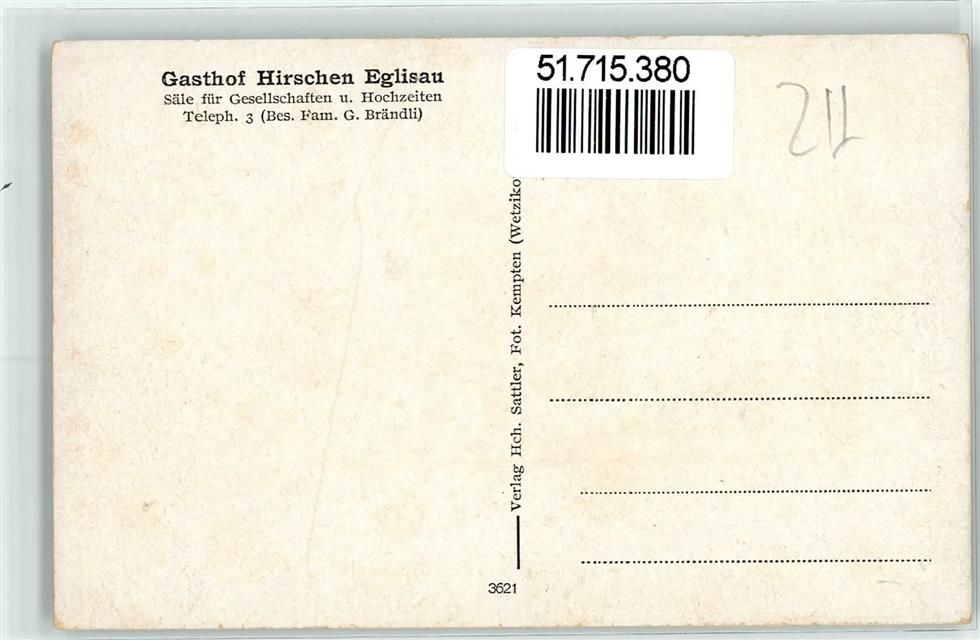 Gasthof Hirschen Eglisau
Säle für Gesellschaften u. Hochzeiten
Teleph. 3 (Bes. Fam. G. Brändli)
51.715.380
Verlag Hch. Sattler, Fot. Kempten (Wetziko
3621